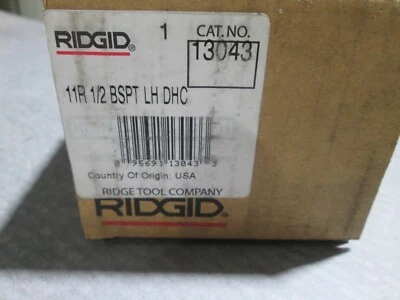 RIDGID® 1 CAT. NO.
13043
11R 1/2 BSPT LH DHC
0 95691 13043 3
Country Of Origin: USA
RIDGE TOOL COMPANY
RIDGID®